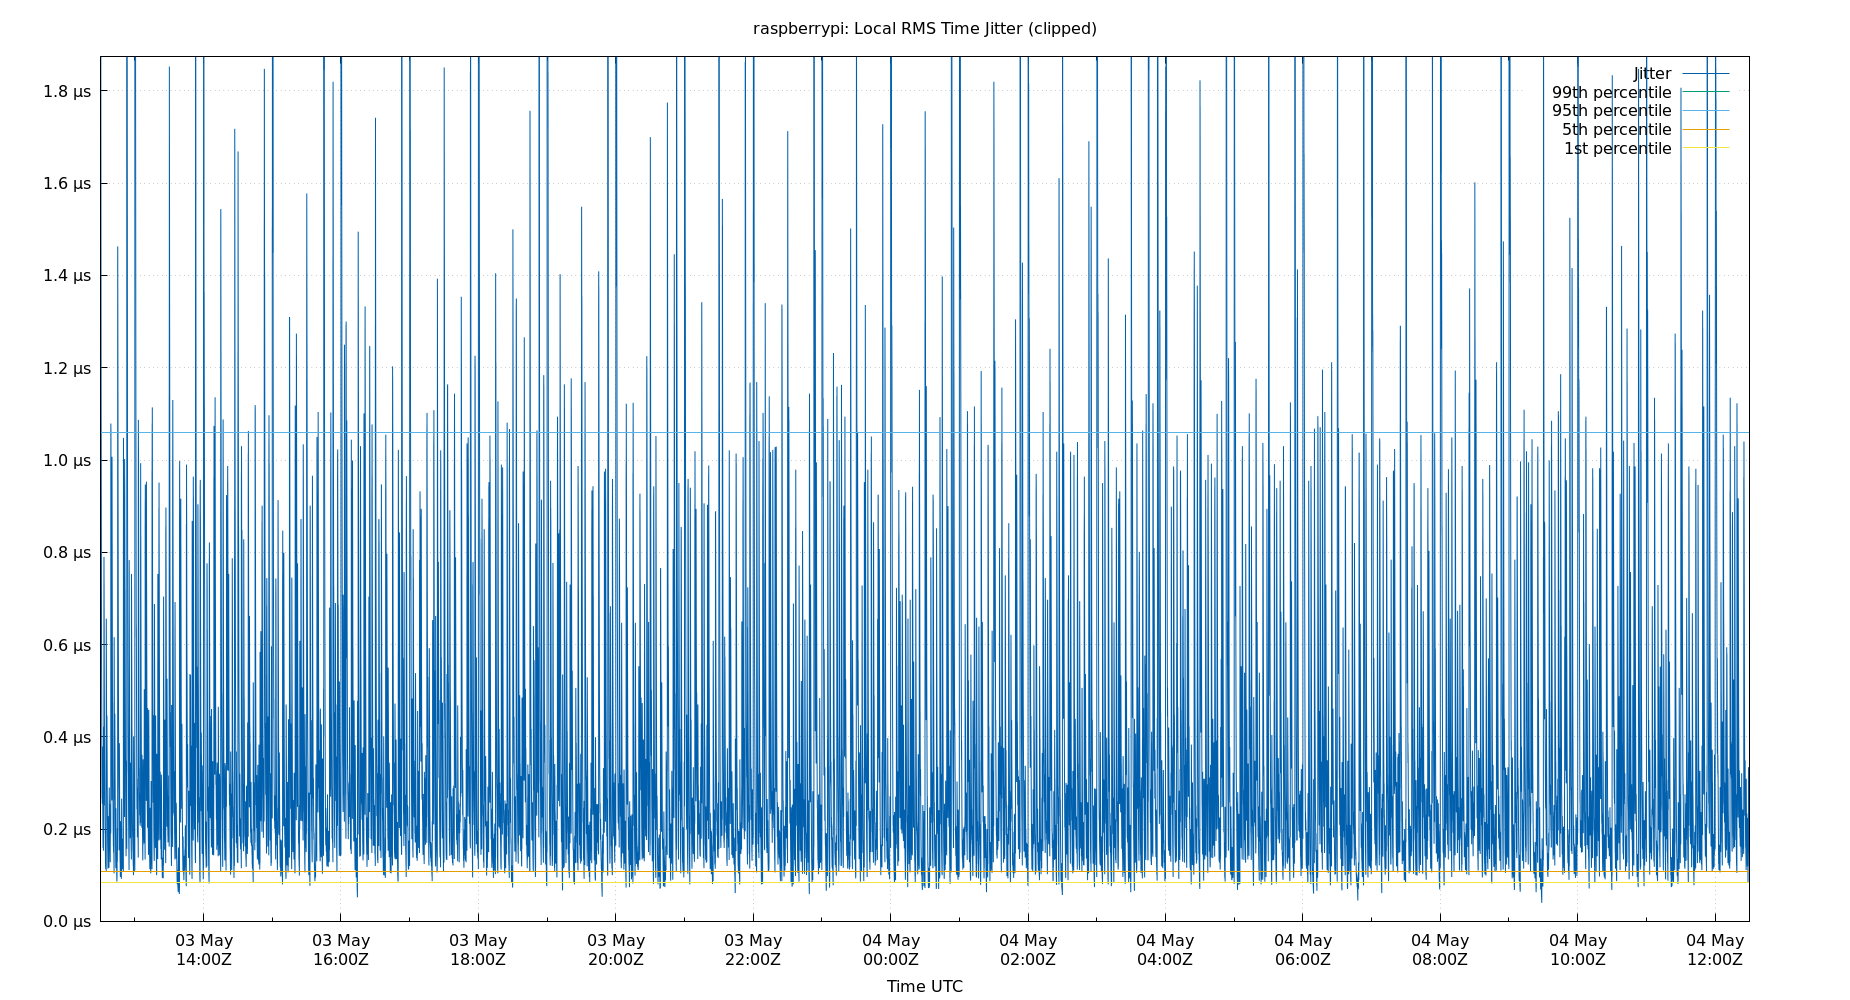 raspberrypi: Local RMS Time Jitter (clipped)
Jitter
99th percentile
95th percentile
5th percentile
1st percentile
1.8 µs
1.6 µs
1.4 µs
1.2 µs
1.0 µs
0.8 µs
0.6 µs
0.4 µs
0.2 µs
0.0 µs
03 May 03 May 03 May 03 May 03 May 04 May 04 May 04 May 04 May 04 May 04 May 04 May
14:00Z 16:00Z 18:00Z 20:00Z 22:00Z 00:00Z 02:00Z 04:00Z 06:00Z 08:00Z 10:00Z 12:00Z
Time UTC